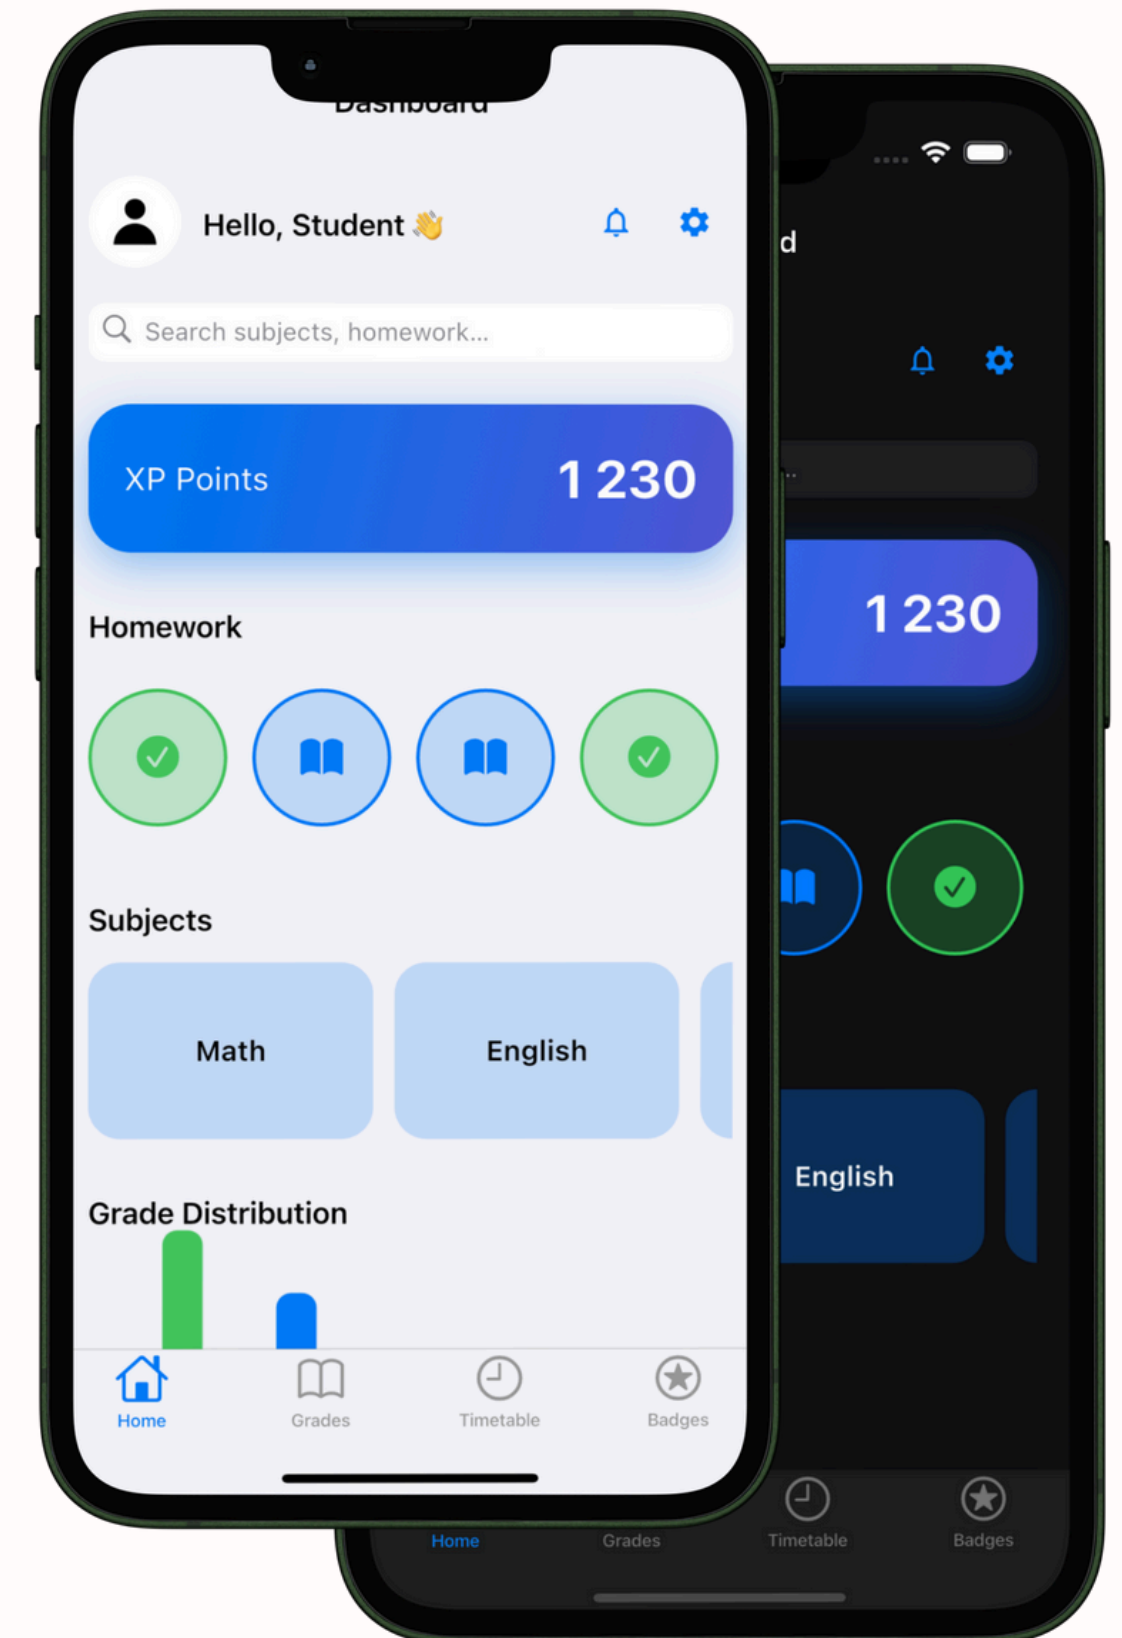 Dashboard
Hello, Student 👋
Search subjects, homework...
XP Points
1 230
Homework
Subjects
Math
English
Grade Distribution
Home
Grades
Timetable
Badges
d
...
1 230
English
Home
Grades
Timetable
Badges